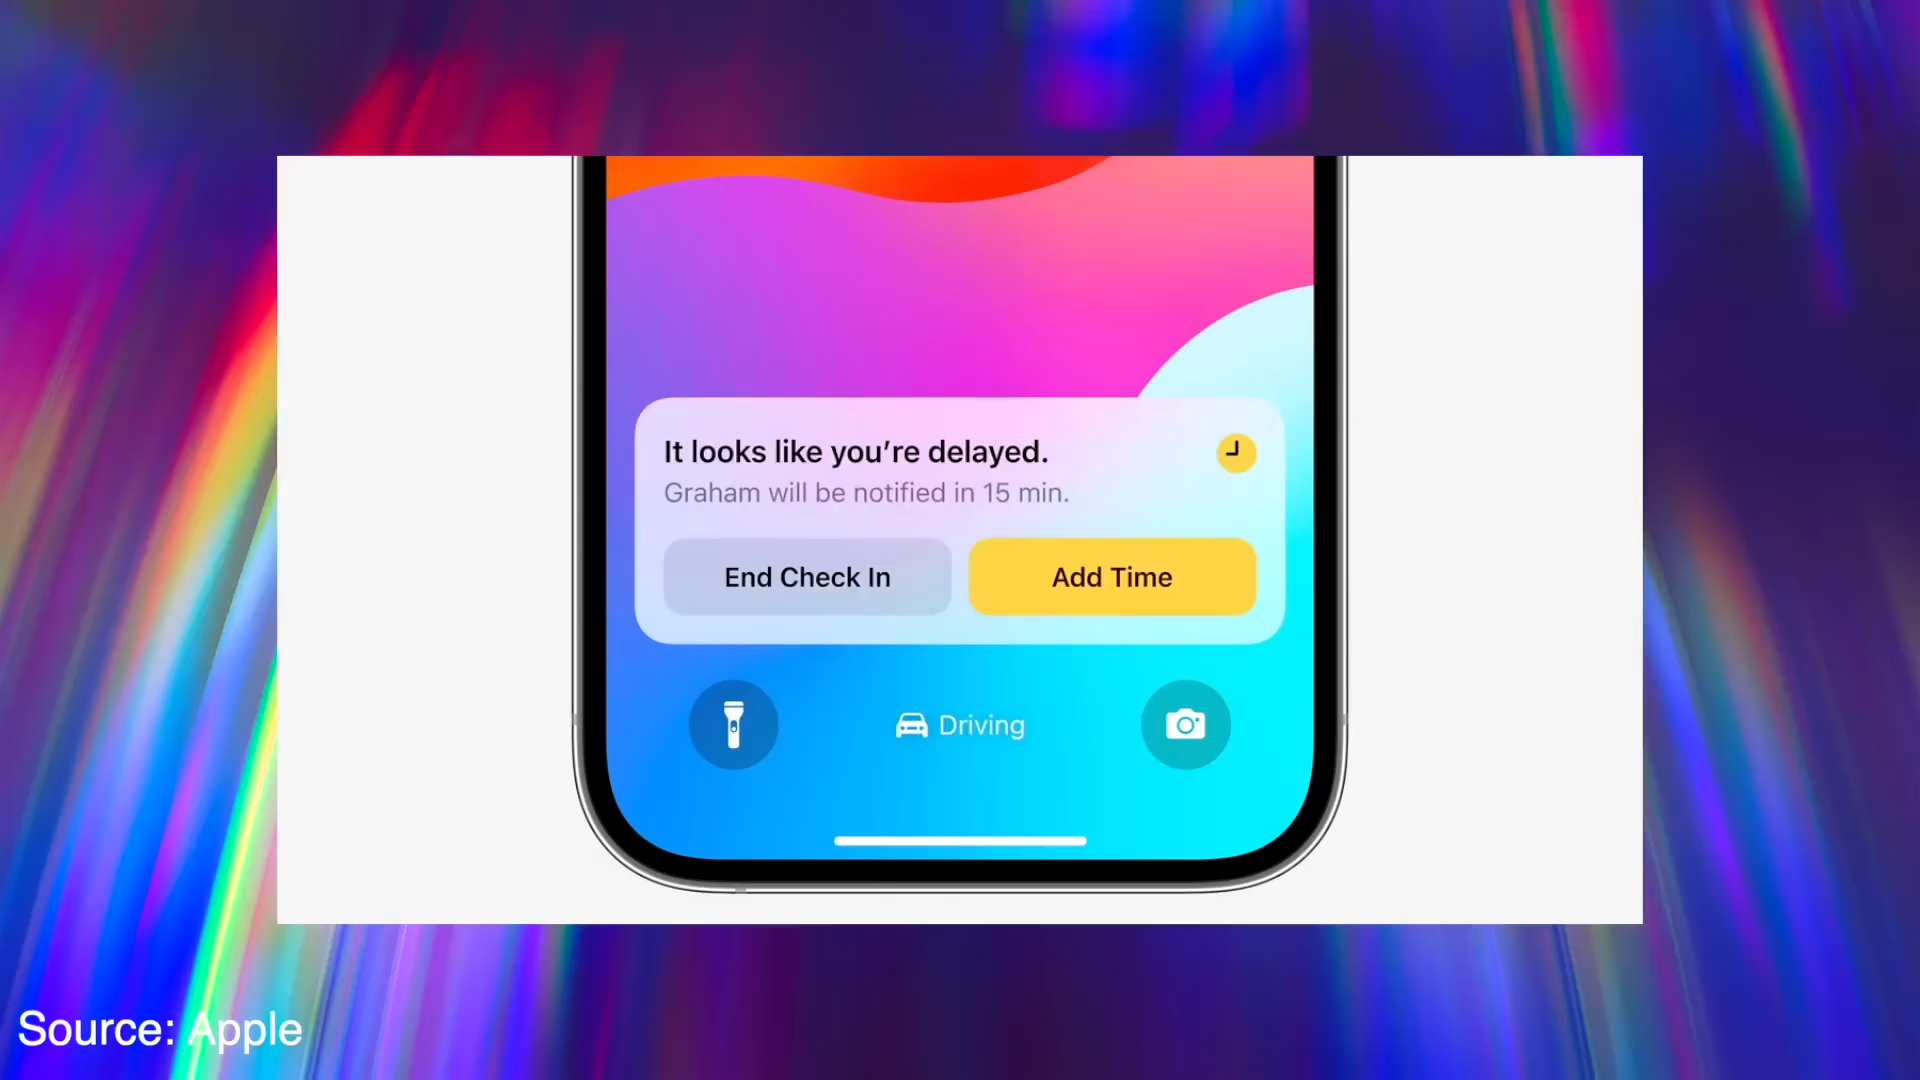 It looks like you’re delayed.
Graham will be notified in 15 min.
End Check In
Add Time
Driving
Source: Apple